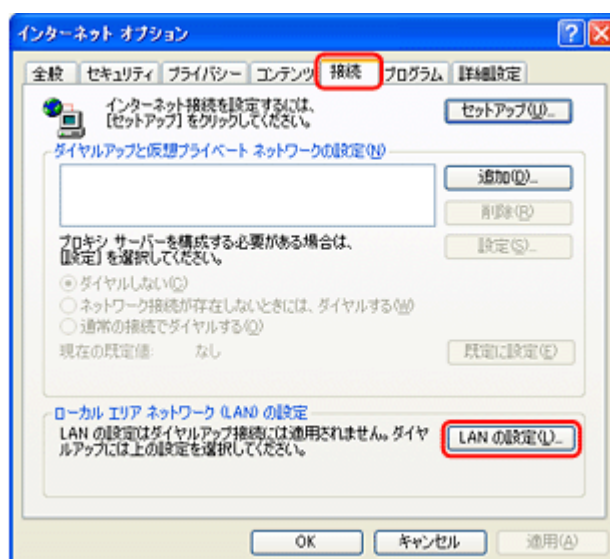 インターネット オプション
全般 セキュリティ プライバシー コンテンツ 接続 プログラム 詳細設定
インターネット接続を設定するには、
[セットアップ] をクリックしてください。
セットアップ(U)...
ダイヤルアップと仮想プライベート ネットワークの設定(N)
追加(D)...
削除(R)
プロキシ サーバーを構成する必要がある場合は、
[設定] を選択してください。
設定(S)...
ダイヤルしない(C)
ネットワーク接続が存在しないときには、ダイヤルする(W)
通常の接続でダイヤルする(O)
現在の既定値: なし
既定に設定(E)
ローカル エリア ネットワーク (LAN) の設定
LAN の設定はダイヤルアップ接続には適用されません。ダイヤ
ルアップには上の設定を選択してください。
LAN の設定(L)...
OK キャンセル 適用(A)